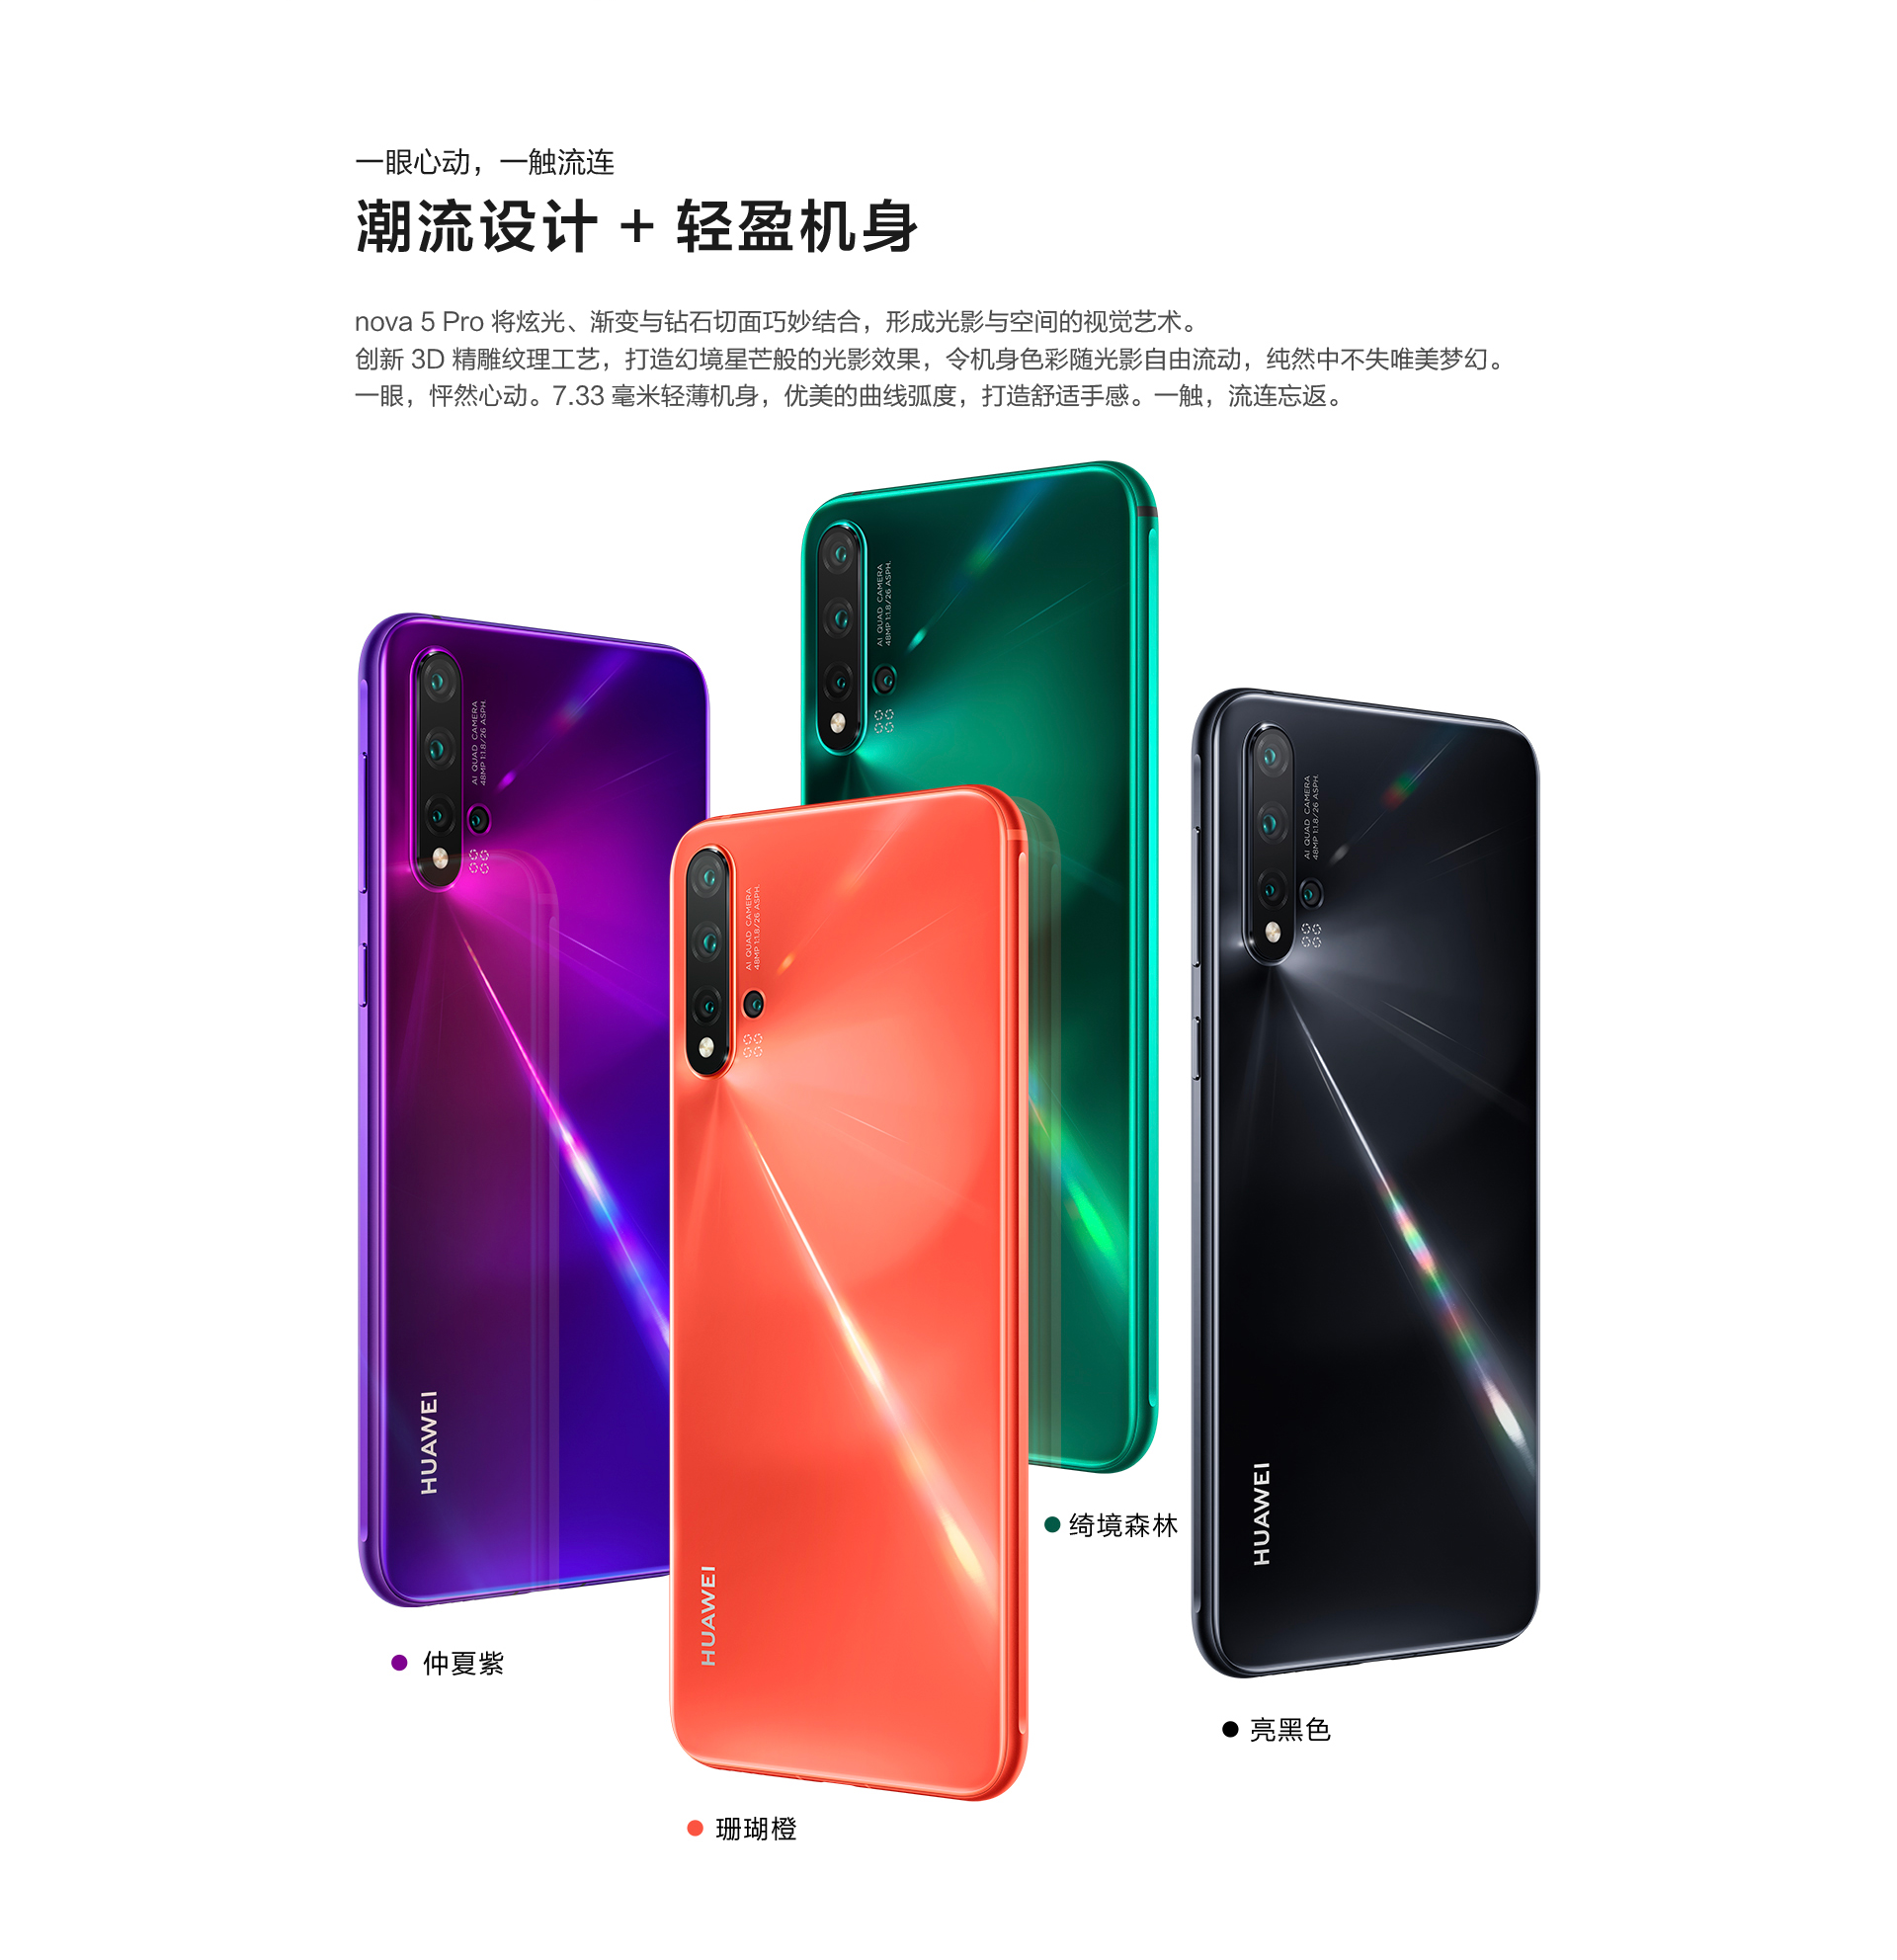 一眼心动，一触流连
潮流设计 + 轻盈机身
nova 5 Pro 将炫光、渐变与钻石切面巧妙结合，形成光影与空间的视觉艺术。
创新 3D 精雕纹理工艺，打造幻境星芒般的光影效果，令机身色彩随光影自由流动，纯然中不失唯美梦幻。
一眼，怦然心动。7.33 毫米轻薄机身，优美的曲线弧度，打造舒适手感。一触，流连忘返。
AI QUAD CAMERA
48MP 1:1.8/26 ASPH.
AI QUAD CAMERA
48MP 1:1.8/26 ASPH.
AI QUAD CAMERA
48MP 1:1.8/26 ASPH.
AI QUAD CAMERA
48MP 1:1.8/26 ASPH.
HUAWEI
HUAWEI
HUAWEI
绮境森林
仲夏紫
亮黑色
珊瑚橙